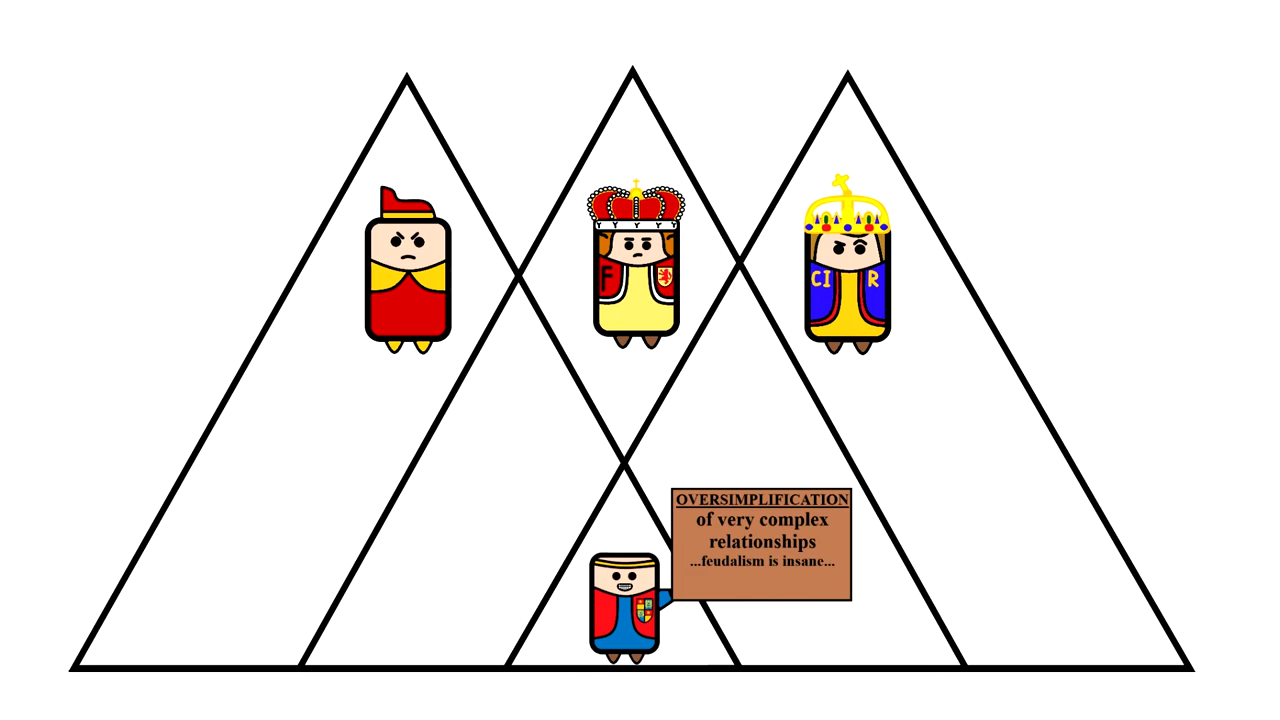 F
CI R
OVERSIMPLIFICATION
of very complex
relationships
...feudalism is insane...